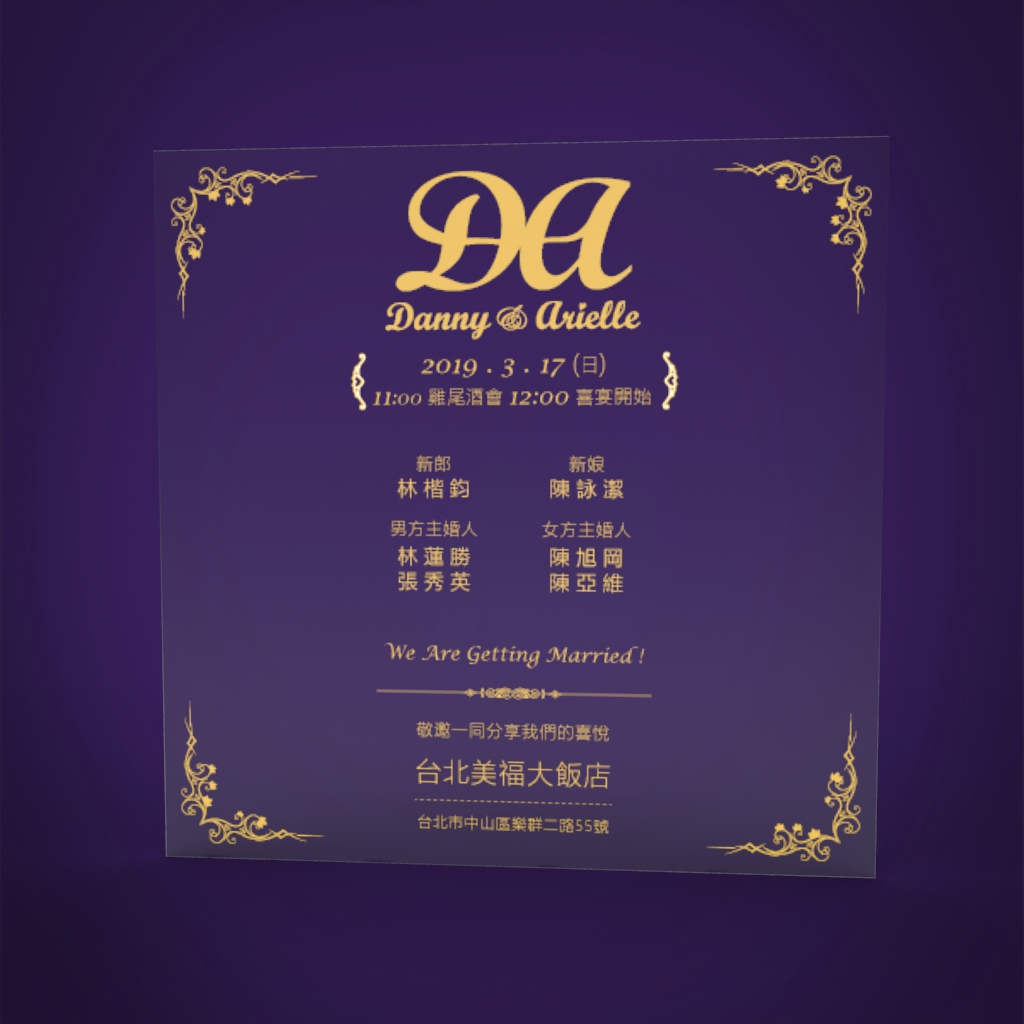 DA
Danny & Arielle
2019 . 3 . 17 (日)
11:00 雞尾酒會 12:00 喜宴開始
新郎 新娘
林楷鈞 陳詠潔
男方主婚人 女方主婚人
林蓮勝 陳旭岡
張秀英 陳亞維
We Are Getting Married !
敬邀一同分享我們的喜悅
台北美福大飯店
台北市中山區樂群二路55號